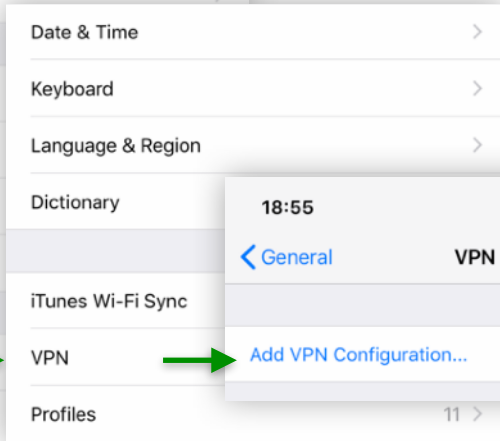 Date & Time
Keyboard
Language & Region
Dictionary
18:55
General
VPN
iTunes Wi-Fi Sync
VPN
Add VPN Configuration...
Profiles
11